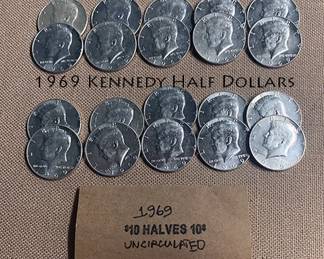 1969 Kennedy Half Dollars
1969
$10 HALVES 10$
UNCIRCULATED